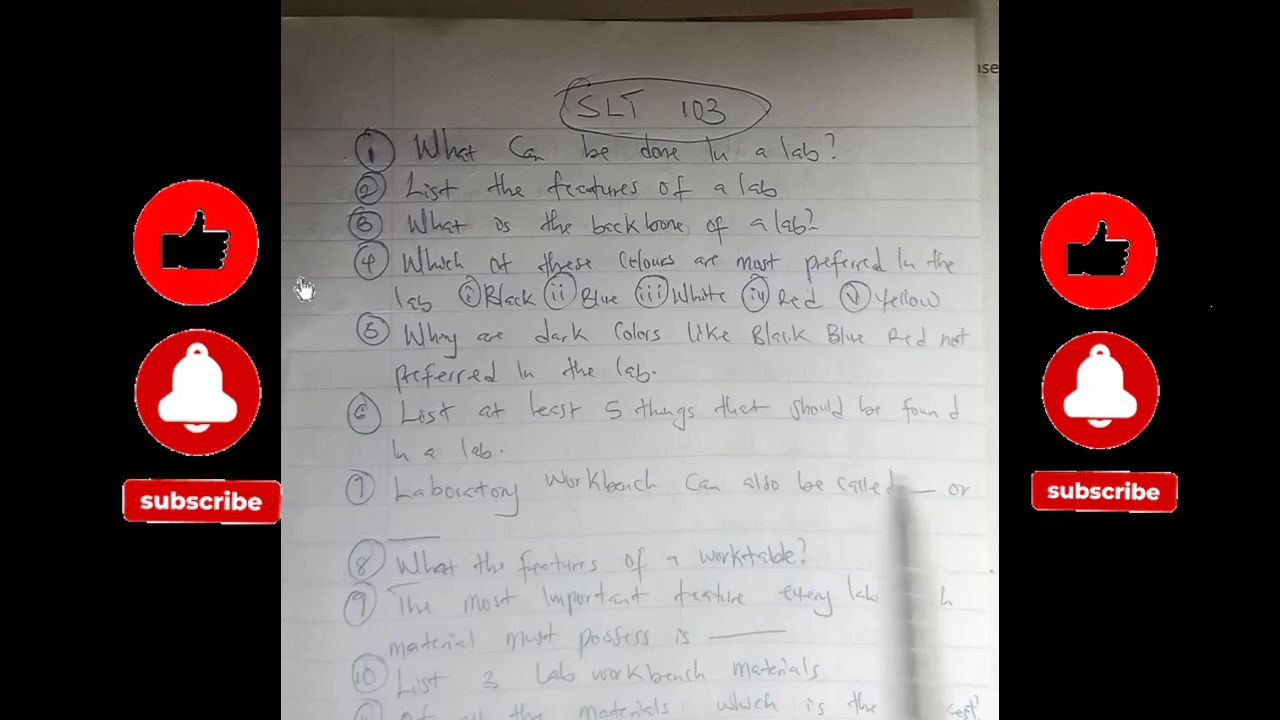 SLT 103
① What Can be done In a lab?
② List the features of a lab
③ What is the backbone of a lab?
④ Which of these Colours are most preferred In the
lab ⓘ Black ⓘⓘ Blue ⓘⓘⓘ White ⓘⓥ Red ⓥ Yellow
⑤ Why are dark Colors like Black Blue Red not
preferred In the lab.
⑥ List at least 5 things that should be found
In a lab.
⑦ Laboratory Workbench Can also be called — or
—
⑧ What the features of a worktable?
⑨ The most Important feature every lab
material must possess is —
⑩ List 3 Lab workbench materials
of all the materials which is the
subscribe
subscribe